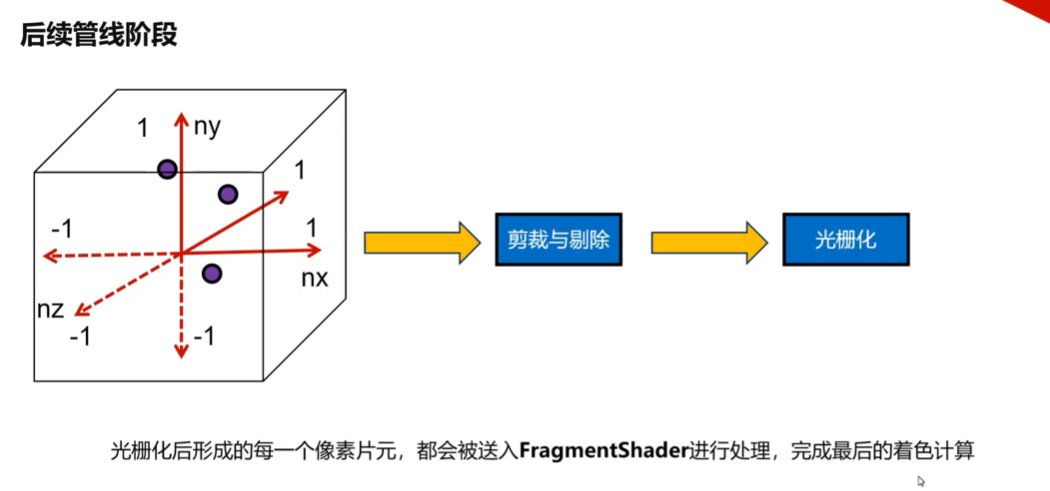 后续管线阶段
1
ny
1
-1
1
nx
nz
-1
-1
剪裁与剔除
光栅化
光栅化后形成的每一个像素片元，都会被送入FragmentShader进行处理，完成最后的着色计算